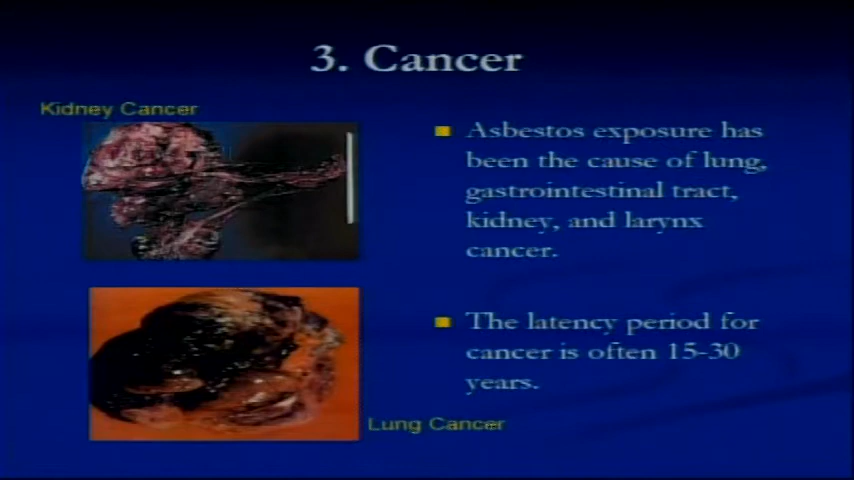 3. Cancer
Kidney Cancer
Asbestos exposure has
been the cause of lung,
gastrointestinal tract,
kidney, and larynx
cancer.
The latency period for
cancer is often 15-30
years.
Lung Cancer